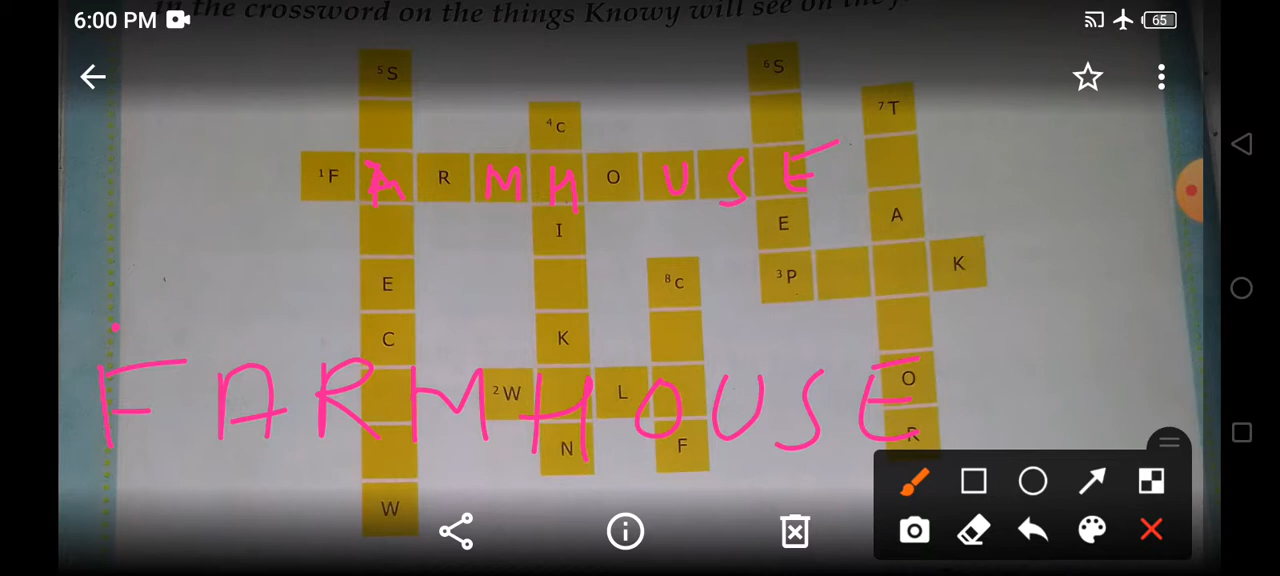 6:00 PM 65
in the crossword on the things Knowy will see on the
5S 6S
7T
4C
1F A R M H O U S E
A
I E
E 8C 3P K
C K
2W L O
FARMHOUSE
N F R
W